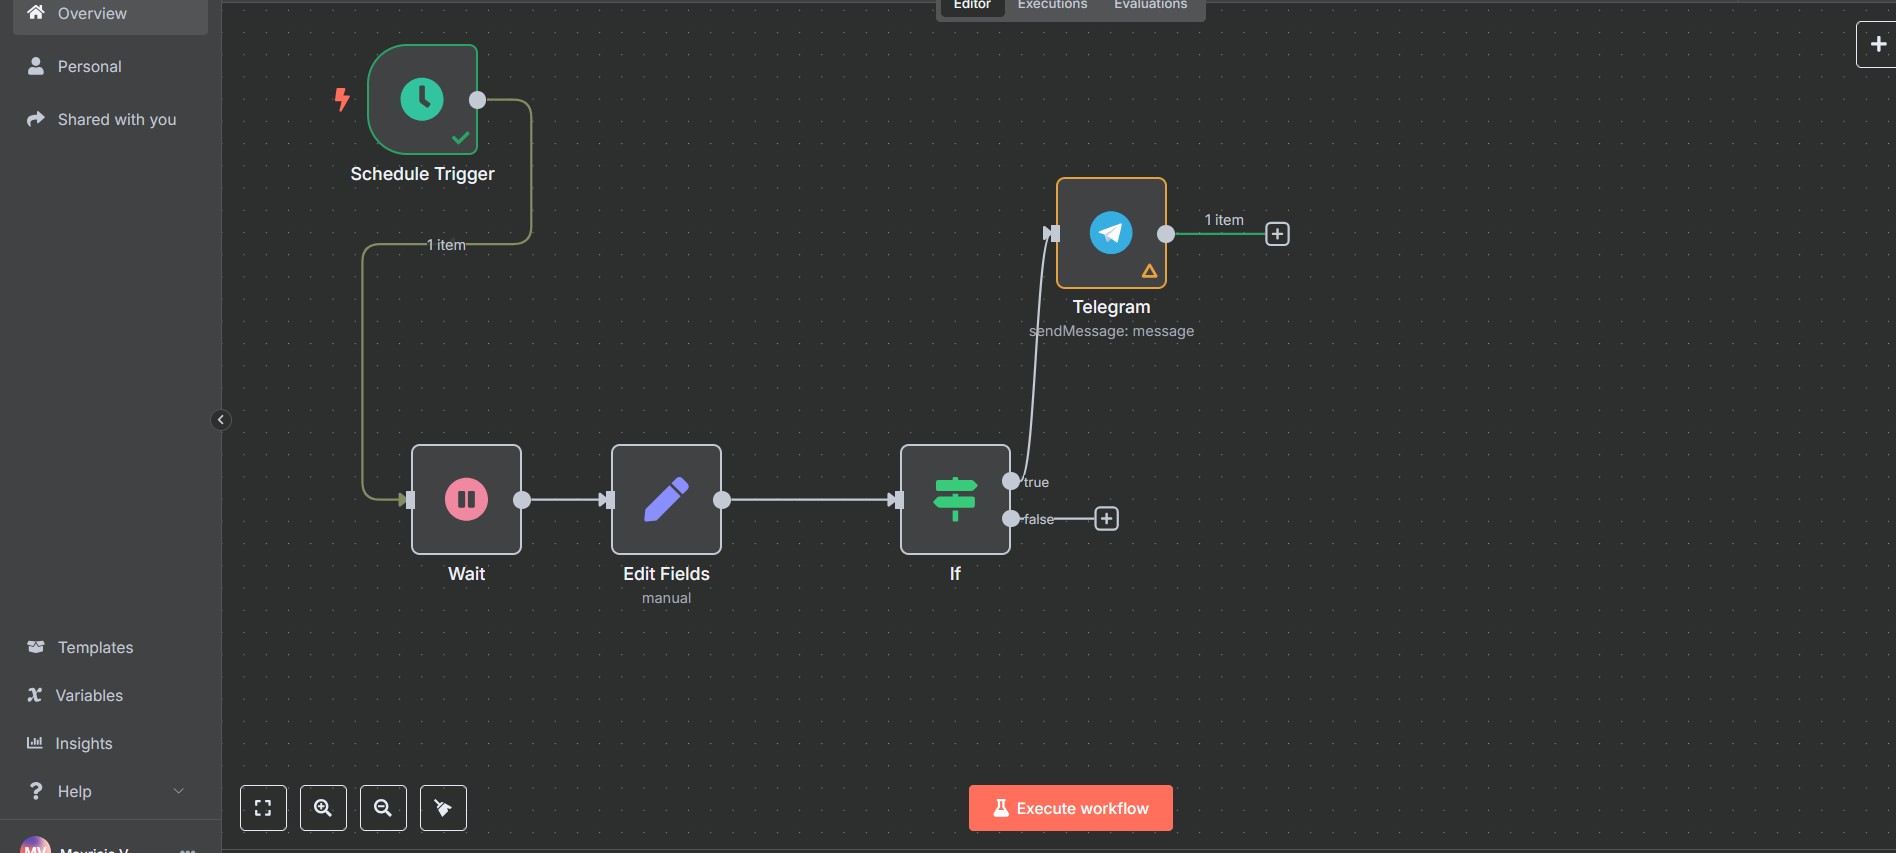 Overview
Personal
Shared with you
Templates
Variables
Insights
Help
MV
Mauricio V
Editor
Executions
Evaluations
Schedule Trigger
1 item
Telegram
sendMessage: message
1 item
Wait
Edit Fields
manual
If
true
false
Execute workflow